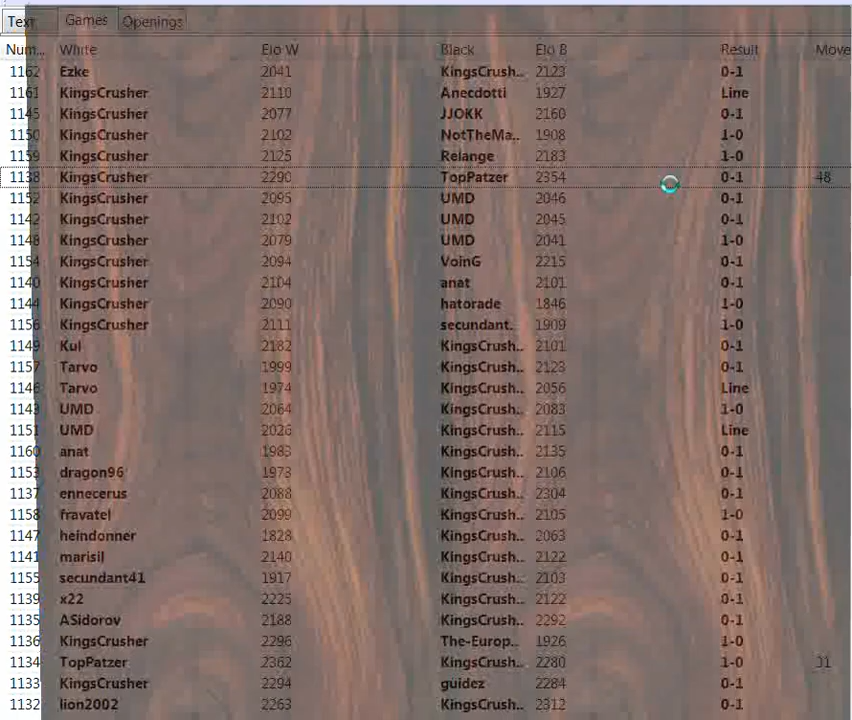 Text Games Openings
Num... White Elo W Black Elo B Result Move
1162 Ezke 2041 KingsCrush.. 2123 0-1
1161 KingsCrusher 2110 Anecdotti 1927 Line
1145 KingsCrusher 2077 JJOKK 2160 0-1
1150 KingsCrusher 2102 NotTheMa.. 1908 1-0
1159 KingsCrusher 2125 Relange 2183 1-0
1138 KingsCrusher 2290 TopPatzer 2354 0-1 48
1152 KingsCrusher 2095 UMD 2046 0-1
1142 KingsCrusher 2102 UMD 2045 0-1
1148 KingsCrusher 2079 UMD 2041 1-0
1154 KingsCrusher 2094 VoinG 2215 0-1
1140 KingsCrusher 2104 anat 2101 0-1
1144 KingsCrusher 2090 hatorade 1846 1-0
1156 KingsCrusher 2111 secundant. 1909 1-0
1149 Kul 2182 KingsCrush.. 2101 0-1
1157 Tarvo 1999 KingsCrush.. 2123 0-1
1146 Tarvo 1974 KingsCrush.. 2056 Line
1143 UMD 2064 KingsCrush.. 2083 1-0
1151 UMD 2026 KingsCrush.. 2115 Line
1160 anat 1983 KingsCrush.. 2135 0-1
1153 dragon96 1973 KingsCrush.. 2106 0-1
1137 ennecerus 2088 KingsCrush.. 2304 0-1
1158 fravatel 2099 KingsCrush.. 2105 1-0
1147 heindonner 1828 KingsCrush.. 2063 0-1
1141 marisil 2140 KingsCrush.. 2122 0-1
1155 secundant41 1917 KingsCrush.. 2103 0-1
1139 x22 2225 KingsCrush.. 2122 0-1
1135 ASidorov 2188 KingsCrush.. 2292 0-1
1136 KingsCrusher 2296 The-Europ.. 1926 1-0
1134 TopPatzer 2362 KingsCrush.. 2280 1-0 31
1133 KingsCrusher 2294 guidez 2284 0-1
1132 lion2002 2263 KingsCrush.. 2312 0-1